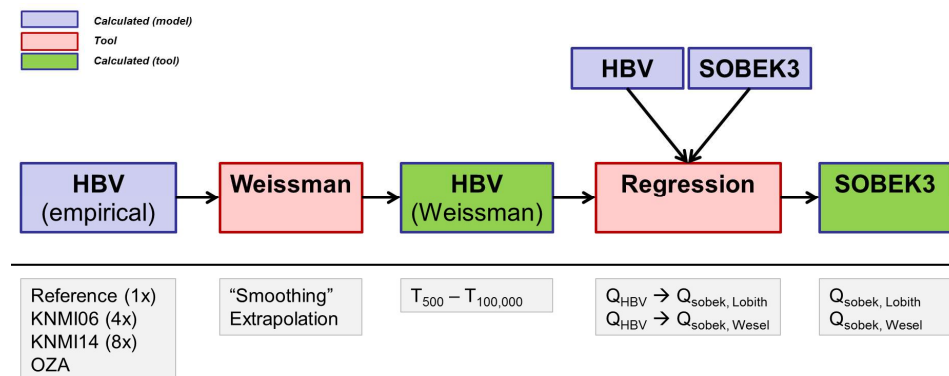 Calculated (model)
Tool
Calculated (tool)
HBV
SOBEK3
HBV
(empirical)
Weissman
HBV
(Weissman)
Regression
SOBEK3
Reference (1x)
KNMI06 (4x)
KNMI14 (8x)
OZA
“Smoothing”
Extrapolation
T500 – T100,000
QHBV → Qsobek, Lobith
QHBV → Qsobek, Wesel
Qsobek, Lobith
Qsobek, Wesel